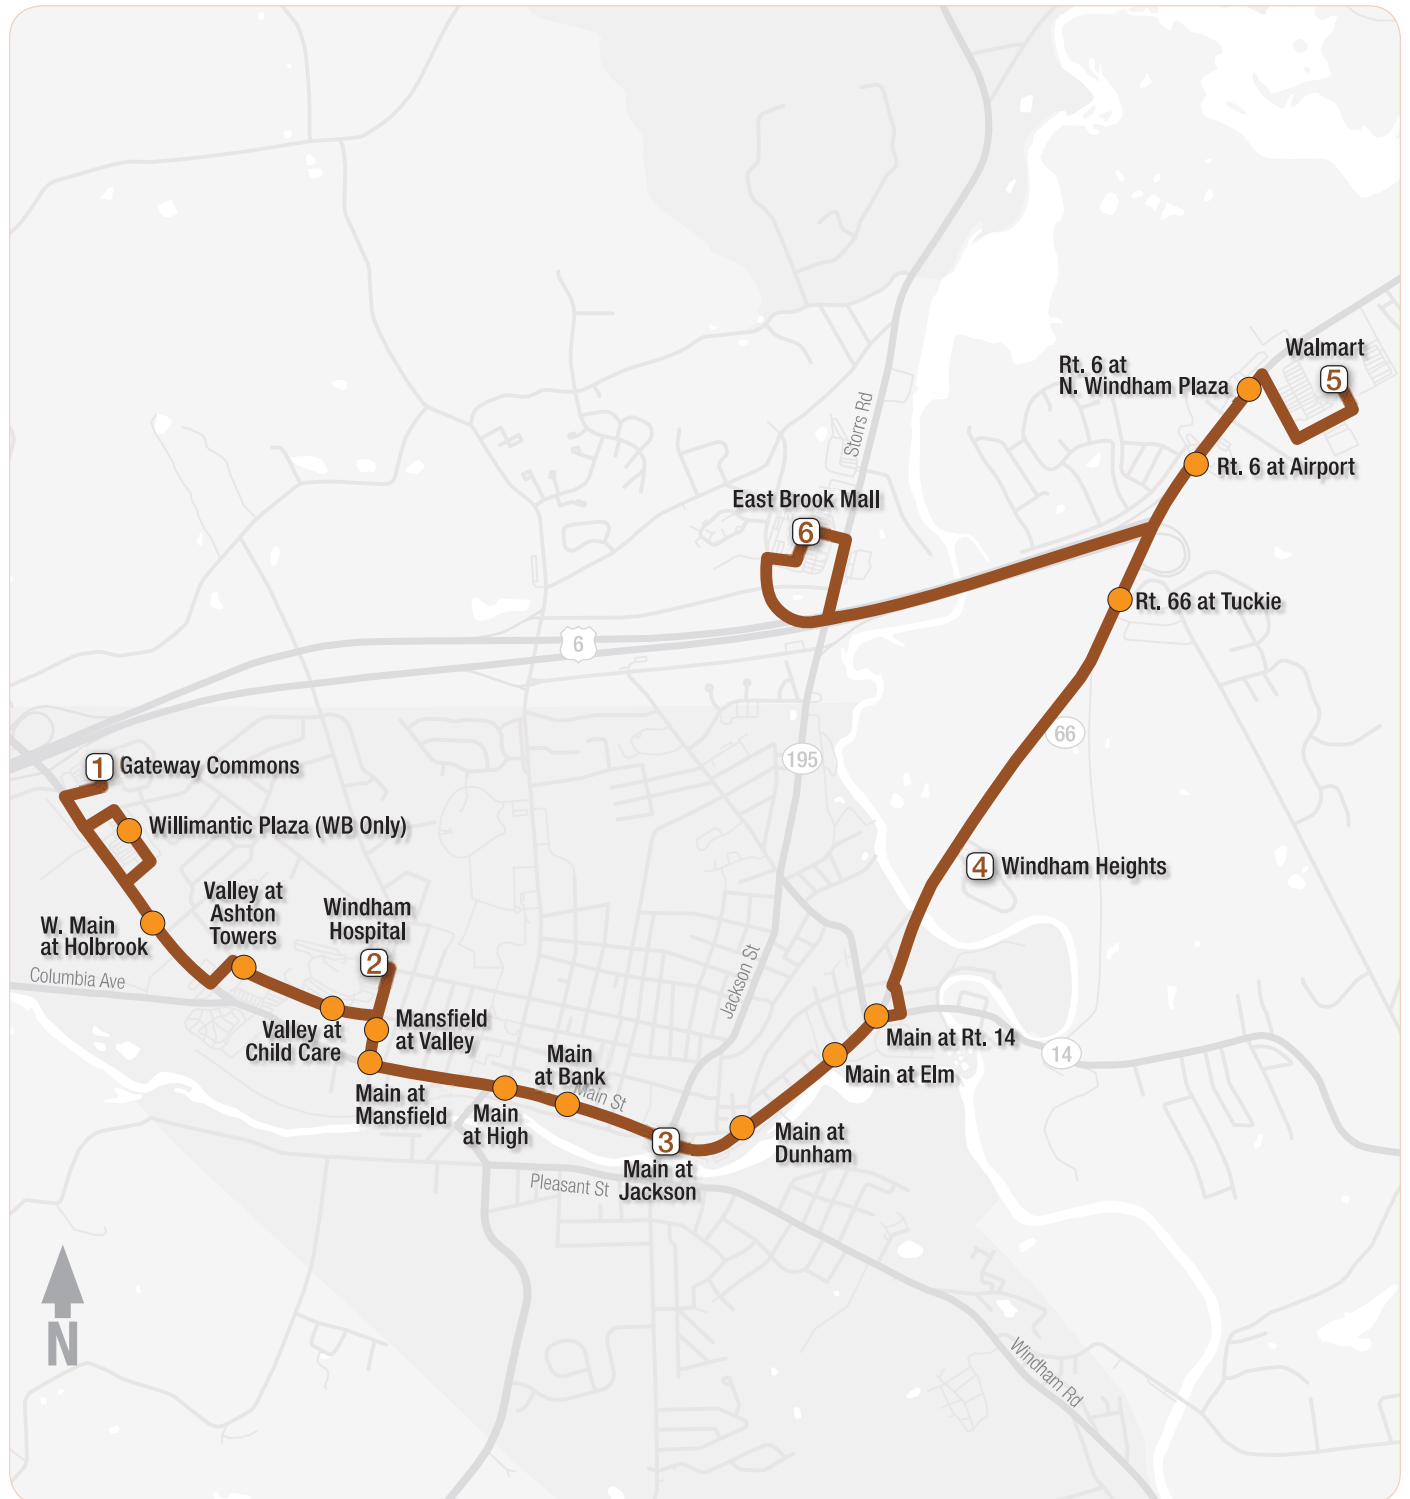 Walmart
5
Rt. 6 at
N. Windham Plaza
Rt. 6 at Airport
Storrs Rd
East Brook Mall
6
Rt. 66 at Tuckie
6
66
195
1 Gateway Commons
Willimantic Plaza (WB Only)
4 Windham Heights
Valley at
Ashton
Towers
Windham
Hospital
2
W. Main
at Holbrook
Columbia Ave
Jackson St
Valley at
Child Care
Mansfield
at Valley
Main at Rt. 14
14
Main
at Bank
Main at Elm
Main St
Main at
Mansfield
Main
at High
3
Main at
Jackson
Main at
Dunham
Pleasant St
N
Windham Rd